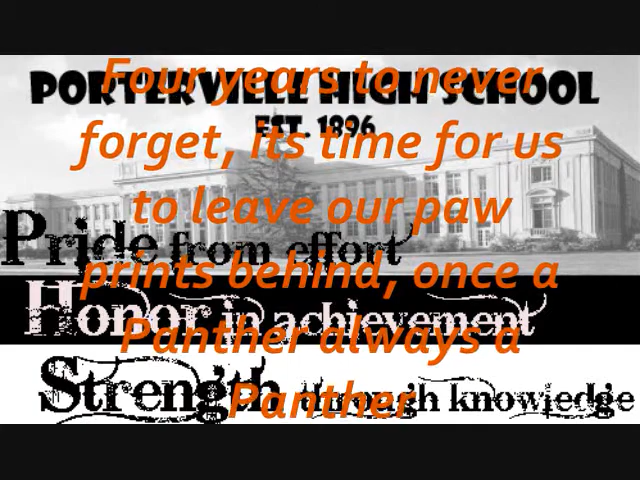 Four years to never
PORTERVILLE HIGH SCHOOL
EST. 1896
forget, its time for us
to leave our paw
Pride from effort
prints behind, once a
Honor in achievement
Panther always a
Strength through knowledge
Panther